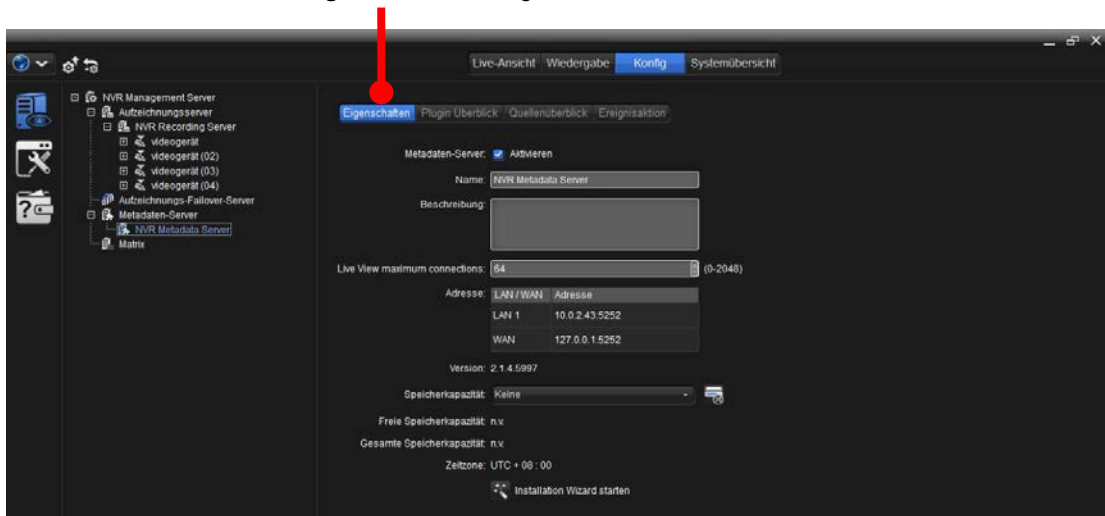 Live-Ansicht Wiedergabe Konfig Systemübersicht
NVR Management Server
Aufzeichnungsserver
NVR Recording Server
videogerät
videogerät (02)
videogerät (03)
videogerät (04)
Aufzeichnungs-Failover-Server
Metadaten-Server
NVR Metadata Server
Matrix
Eigenschaften Plugin Überblick Quellenüberblick Ereignisaktion
Metadaten-Server: Aktivieren
Name: NVR Metadata Server
Beschreibung:
Live View maximum connections: 64 (0-2048)
Adresse: LAN / WAN Adresse
LAN 1 10.0.2.43:5252
WAN 127.0.0.1:5252
Version: 2.1.4.5997
Speicherkapazität: Keine
Freie Speicherkapazität: n.v.
Gesamte Speicherkapazität: n.v.
Zeitzone: UTC + 08 : 00
Installation Wizard starten